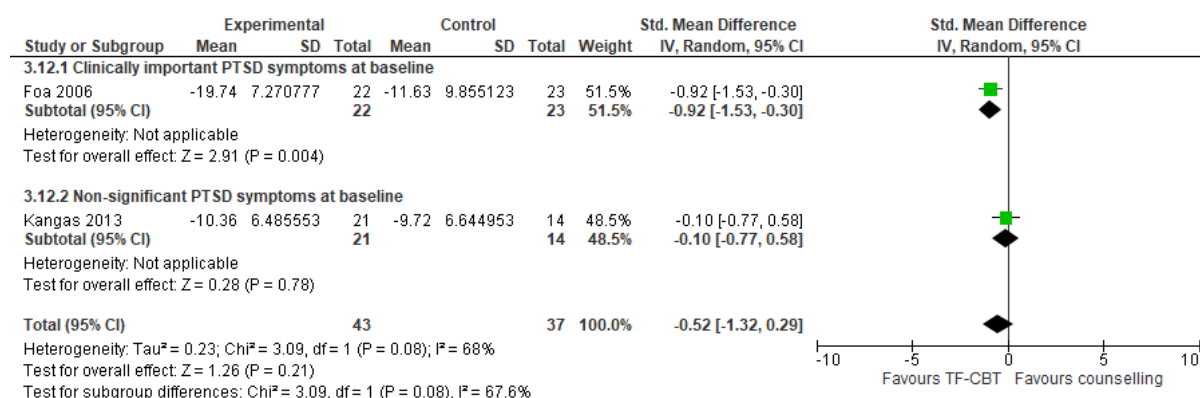 Experimental Control Std. Mean Difference Std. Mean Difference
Study or Subgroup Mean SD Total Mean SD Total Weight IV, Random, 95% CI IV, Random, 95% CI
3.12.1 Clinically important PTSD symptoms at baseline
Foa 2006 -19.74 7.270777 22 -11.63 9.855123 23 51.5% -0.92 [-1.53, -0.30]
Subtotal (95% CI) 22 23 51.5% -0.92 [-1.53, -0.30]
Heterogeneity: Not applicable
Test for overall effect: Z = 2.91 (P = 0.004)
3.12.2 Non-significant PTSD symptoms at baseline
Kangas 2013 -10.36 6.485553 21 -9.72 6.644953 14 48.5% -0.10 [-0.77, 0.58]
Subtotal (95% CI) 21 14 48.5% -0.10 [-0.77, 0.58]
Heterogeneity: Not applicable
Test for overall effect: Z = 0.28 (P = 0.78)
Total (95% CI) 43 37 100.0% -0.52 [-1.32, 0.29]
Heterogeneity: Tau² = 0.23; Chi² = 3.09, df = 1 (P = 0.08); I² = 68%
Test for overall effect: Z = 1.26 (P = 0.21)
Test for subgroup differences: Chi² = 3.09, df = 1 (P = 0.08), I² = 67.6%
-10 -5 0 5 10
Favours TF-CBT Favours counselling